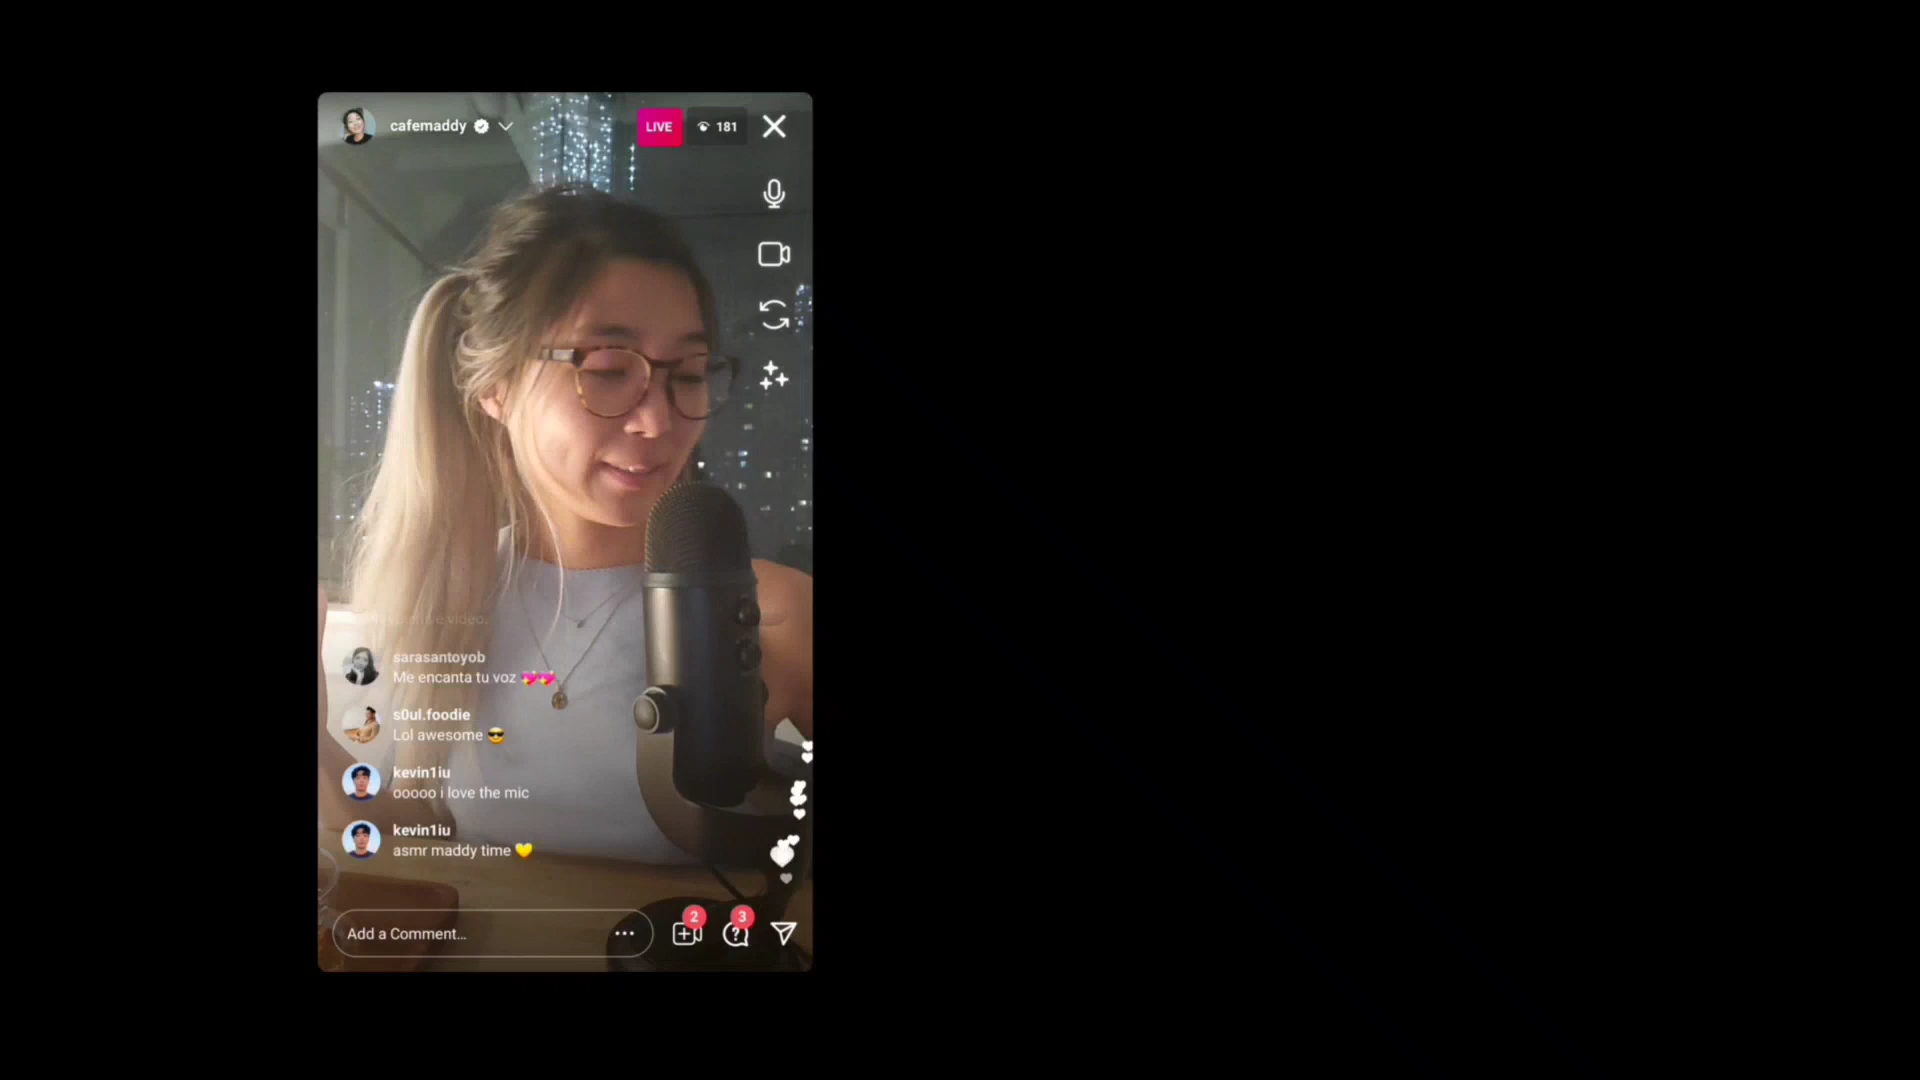 cafemaddy
LIVE
181
sarasantoyob
Me encanta tu voz 💖💖
s0ul.foodie
Lol awesome 😎
kevin1iu
ooooo i love the mic
kevin1iu
asmr maddy time 💛
Add a Comment...
2
3